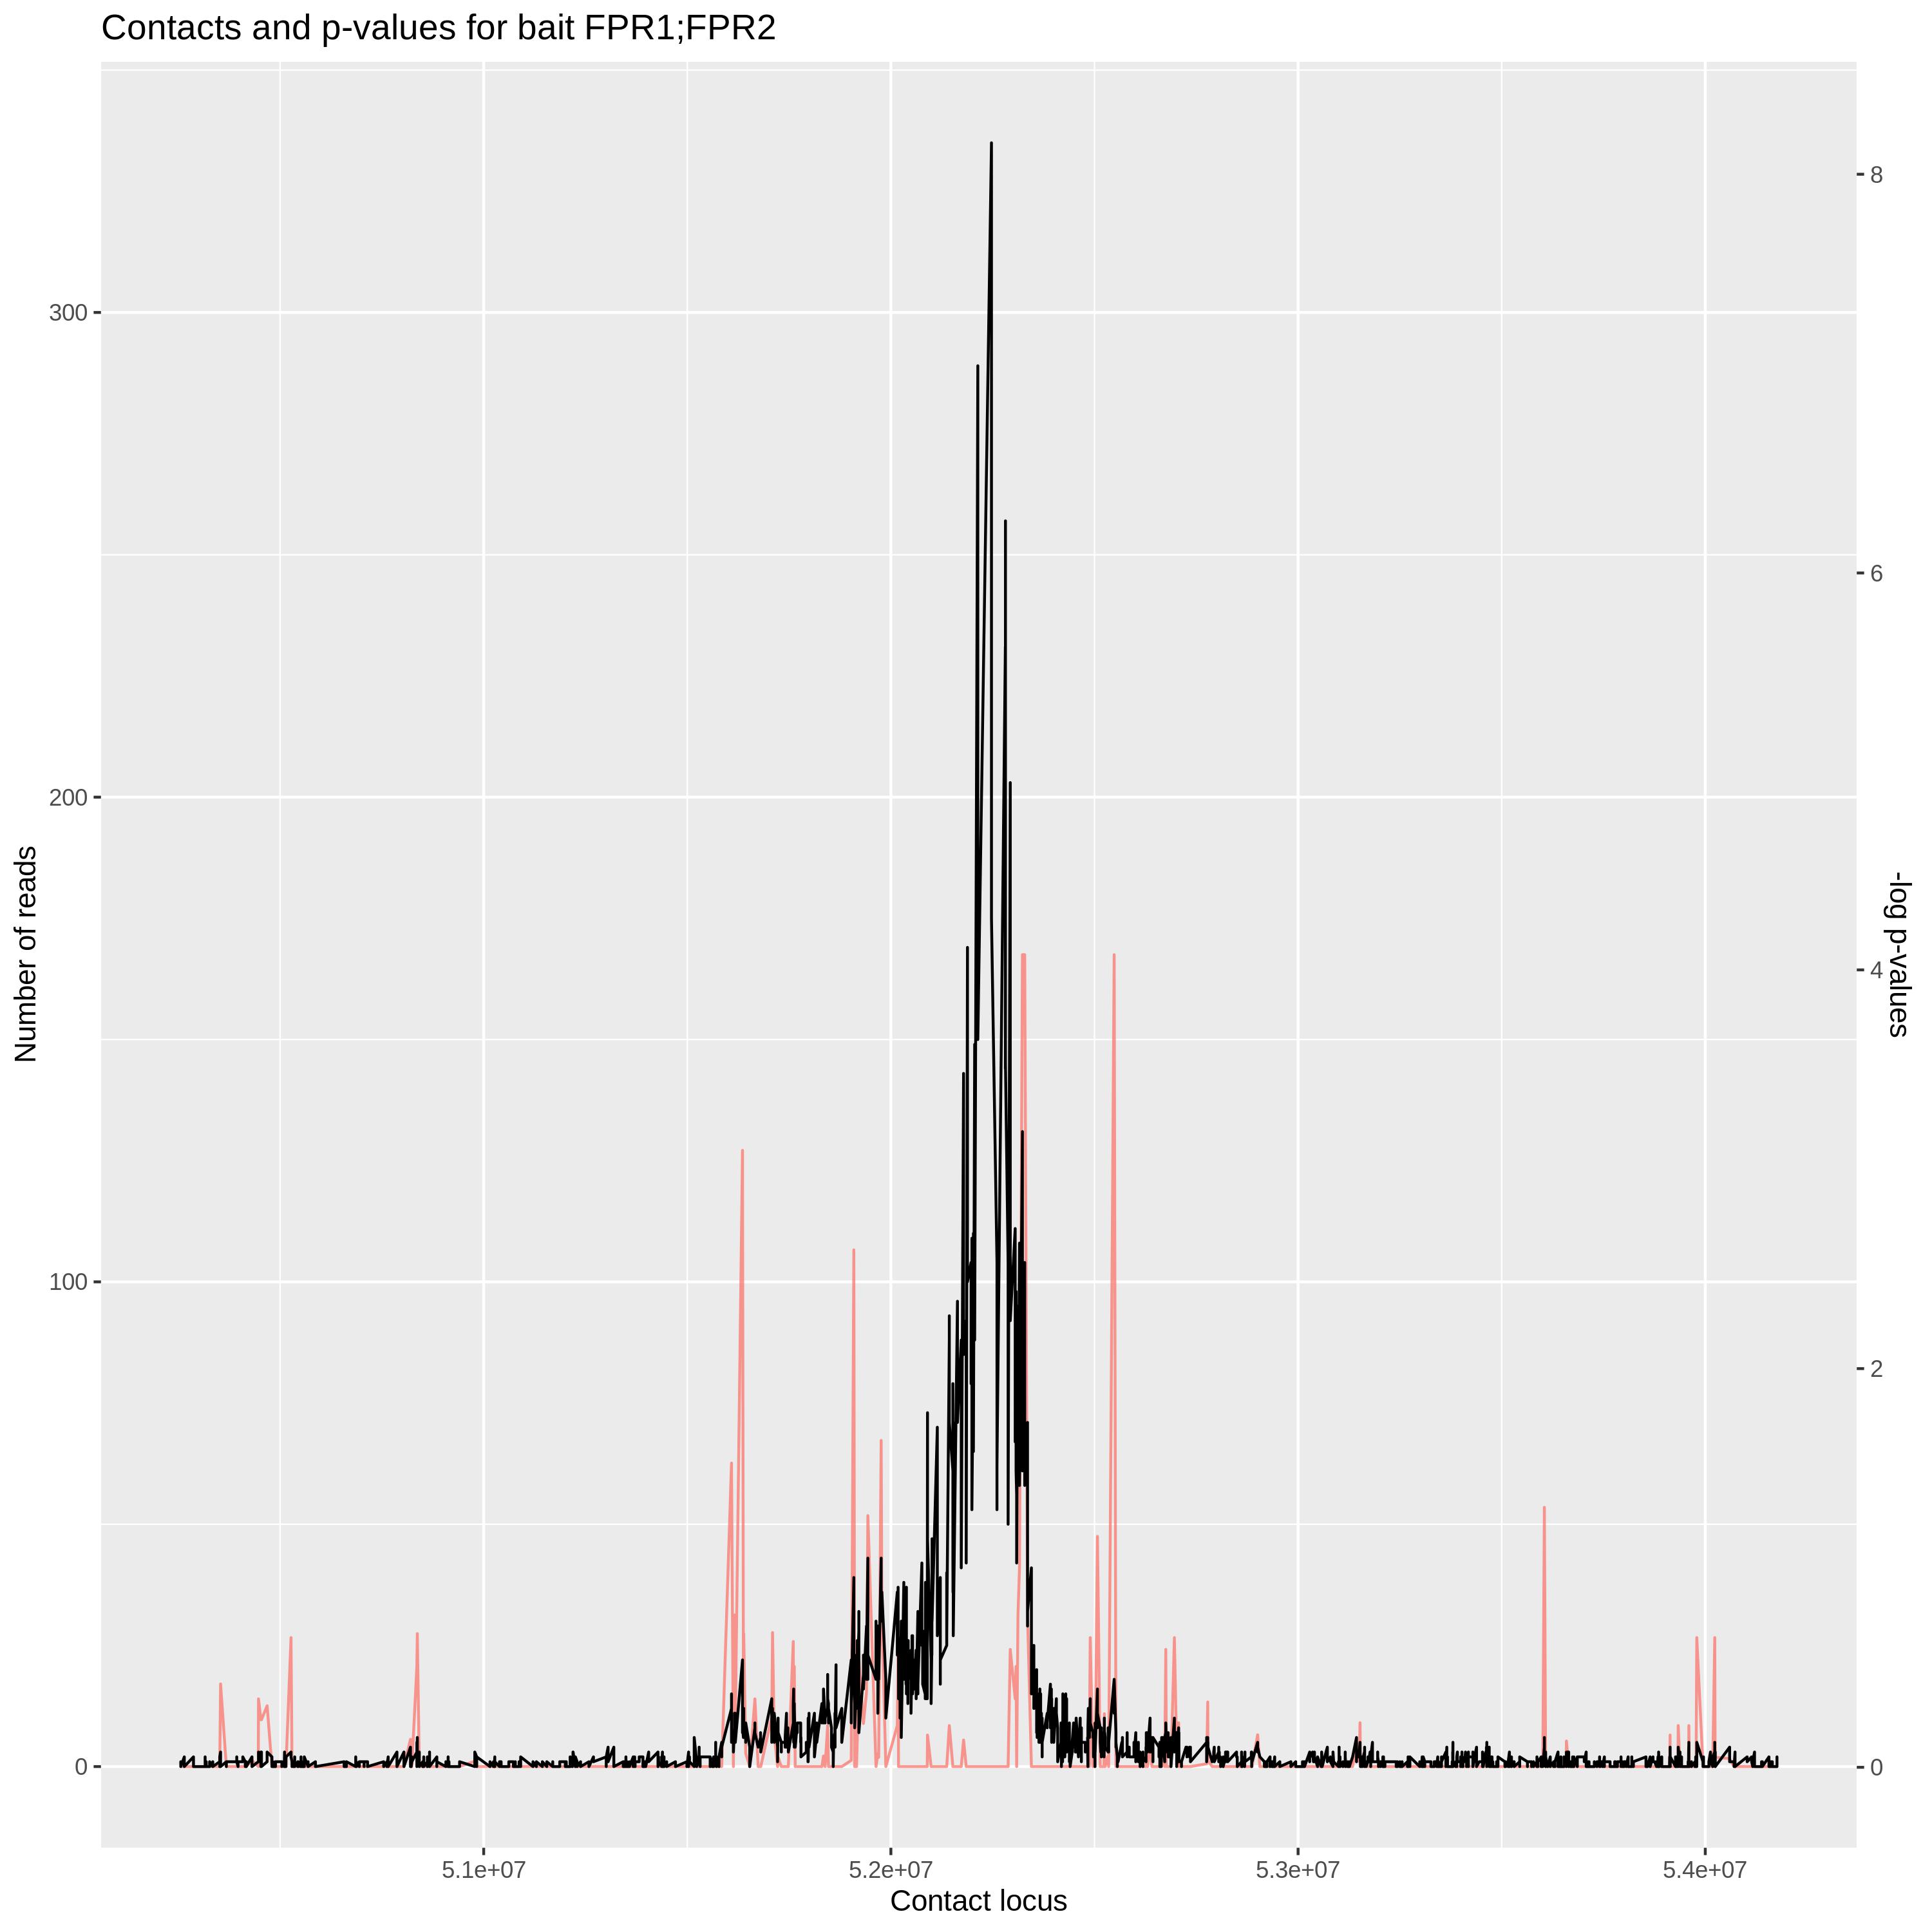 Contacts and p-values for bait FPR1;FPR2
Number of reads
300
200
100
0
8
6
4
2
0
-log p-values
5.1e+07
5.2e+07
5.3e+07
5.4e+07
Contact locus